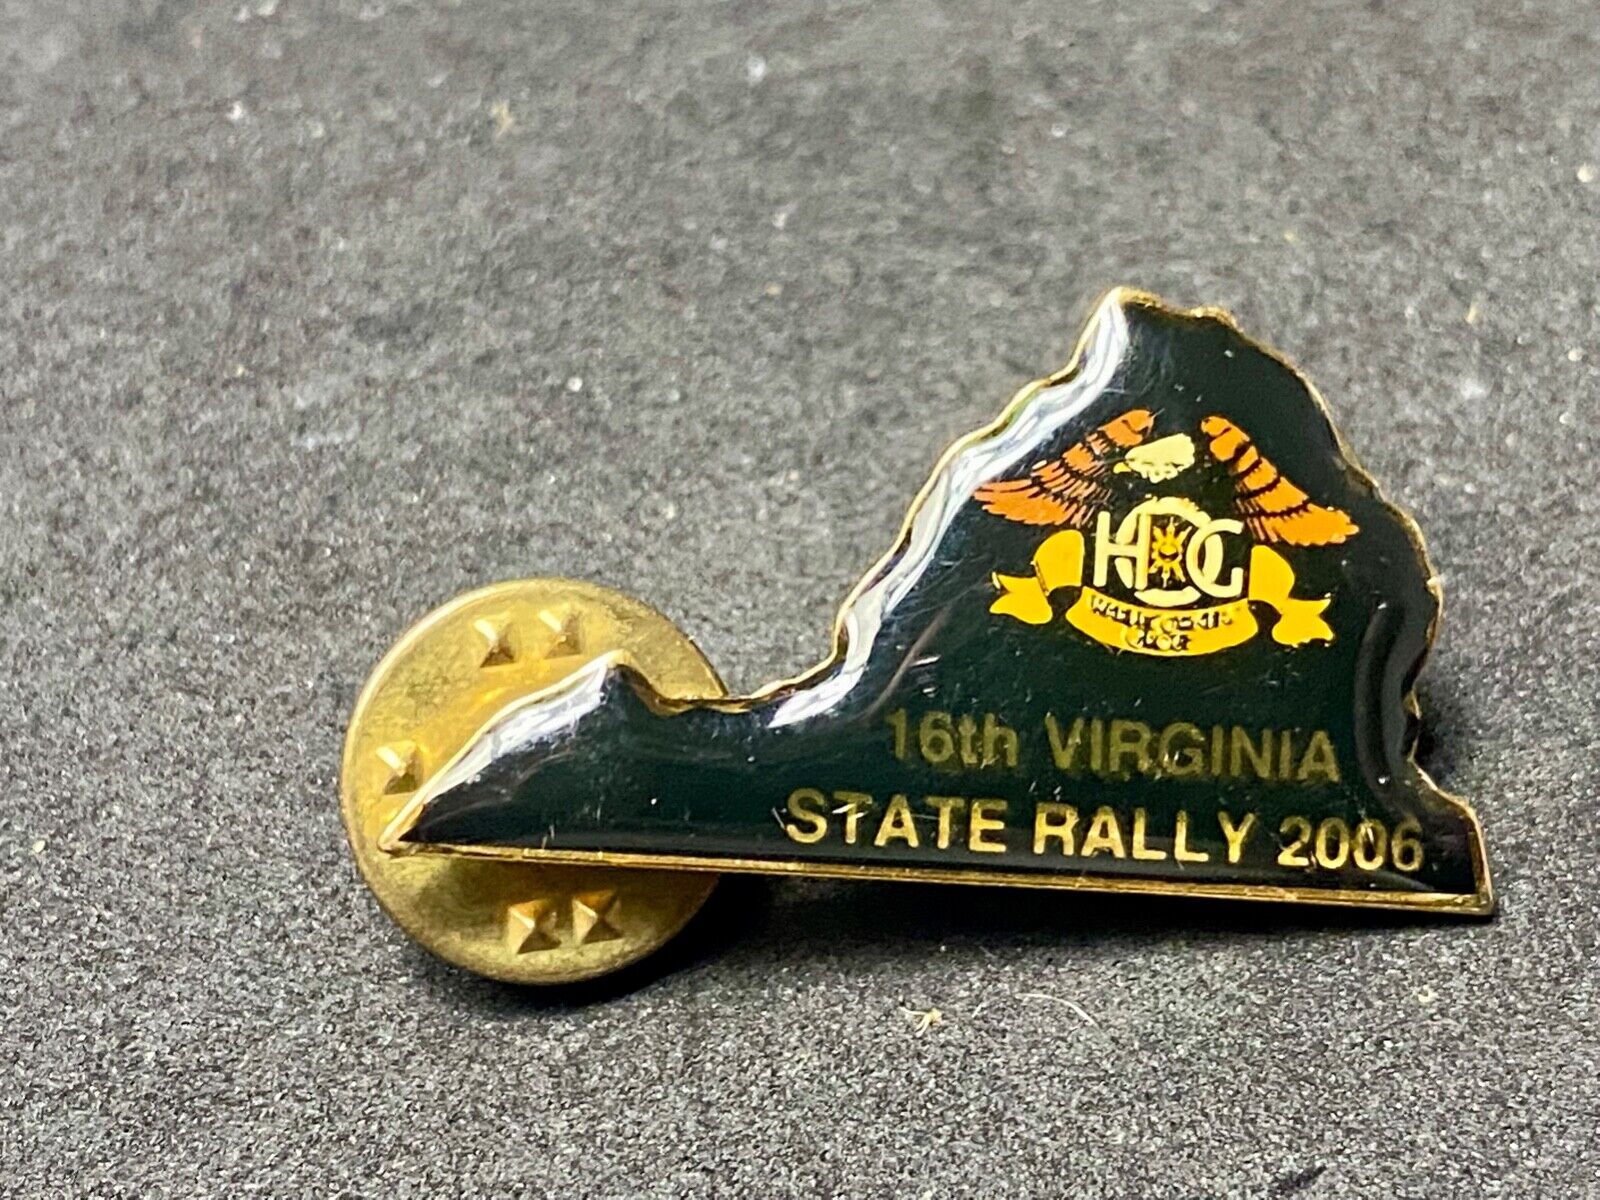 HOG
16th VIRGINIA
STATE RALLY 2006